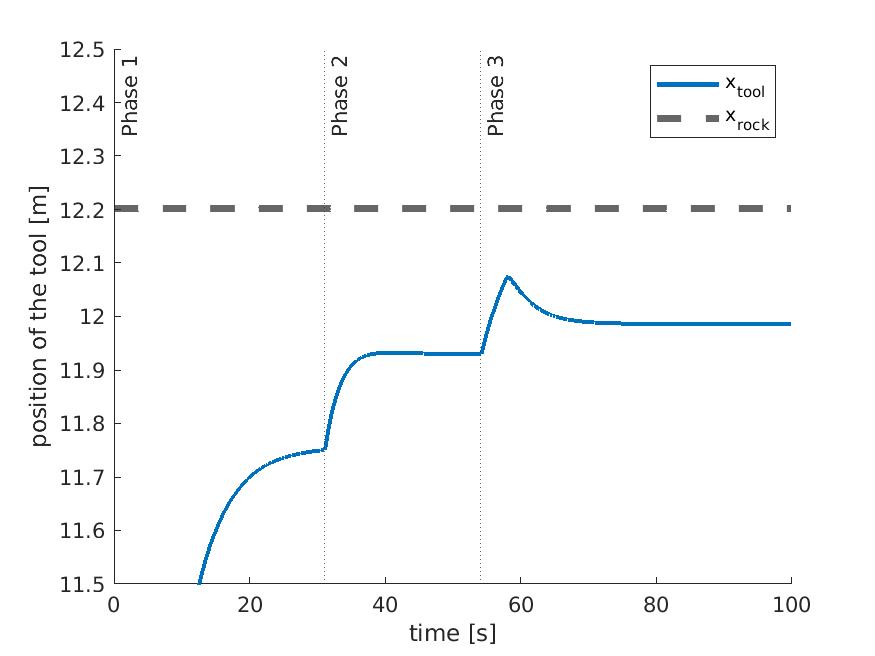 Phase 1
Phase 2
Phase 3
x_tool
x_rock
12.5
12.4
12.3
12.2
12.1
12
11.9
11.8
11.7
11.6
11.5
position of the tool [m]
0 20 40 60 80 100
time [s]